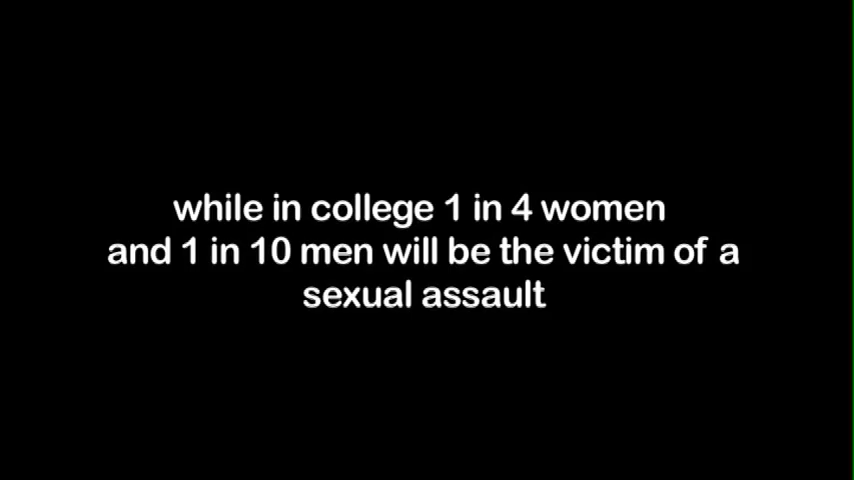 while in college 1 in 4 women
and 1 in 10 men will be the victim of a
sexual assault